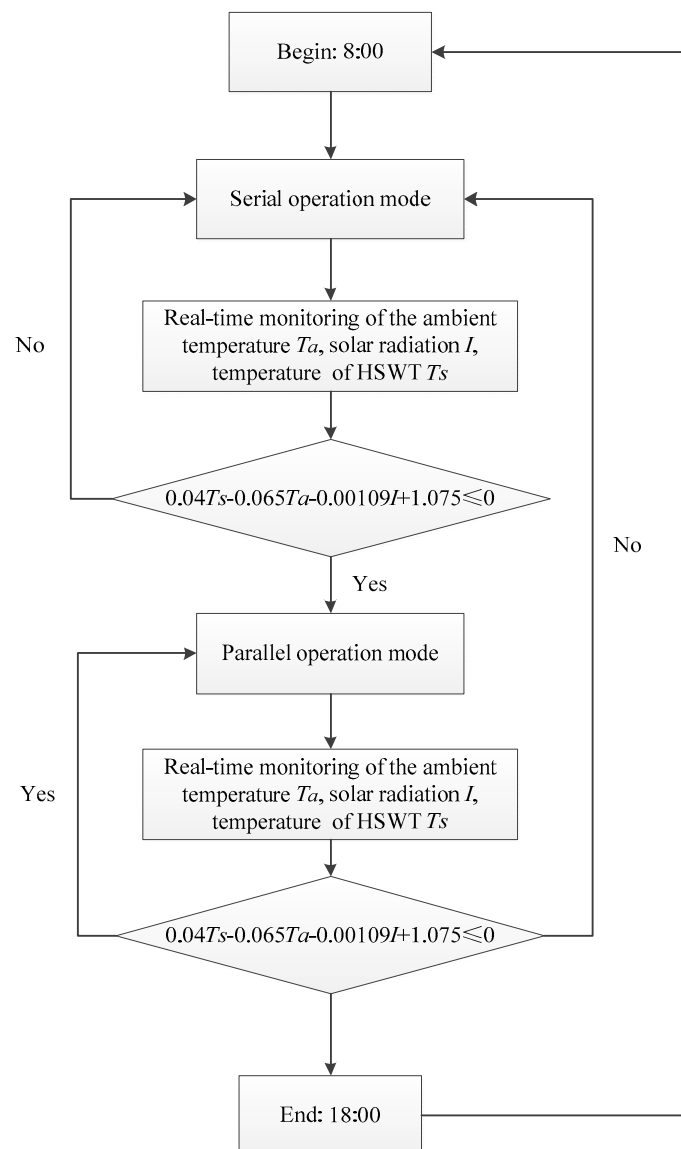 Begin: 8:00
Serial operation mode
Real-time monitoring of the ambient
temperature Ta, solar radiation I,
temperature of HSWT Ts
No
0.04Ts-0.065Ta-0.00109I+1.075≤0
No
Yes
Parallel operation mode
Real-time monitoring of the ambient
temperature Ta, solar radiation I,
temperature of HSWT Ts
Yes
0.04Ts-0.065Ta-0.00109I+1.075≤0
End: 18:00